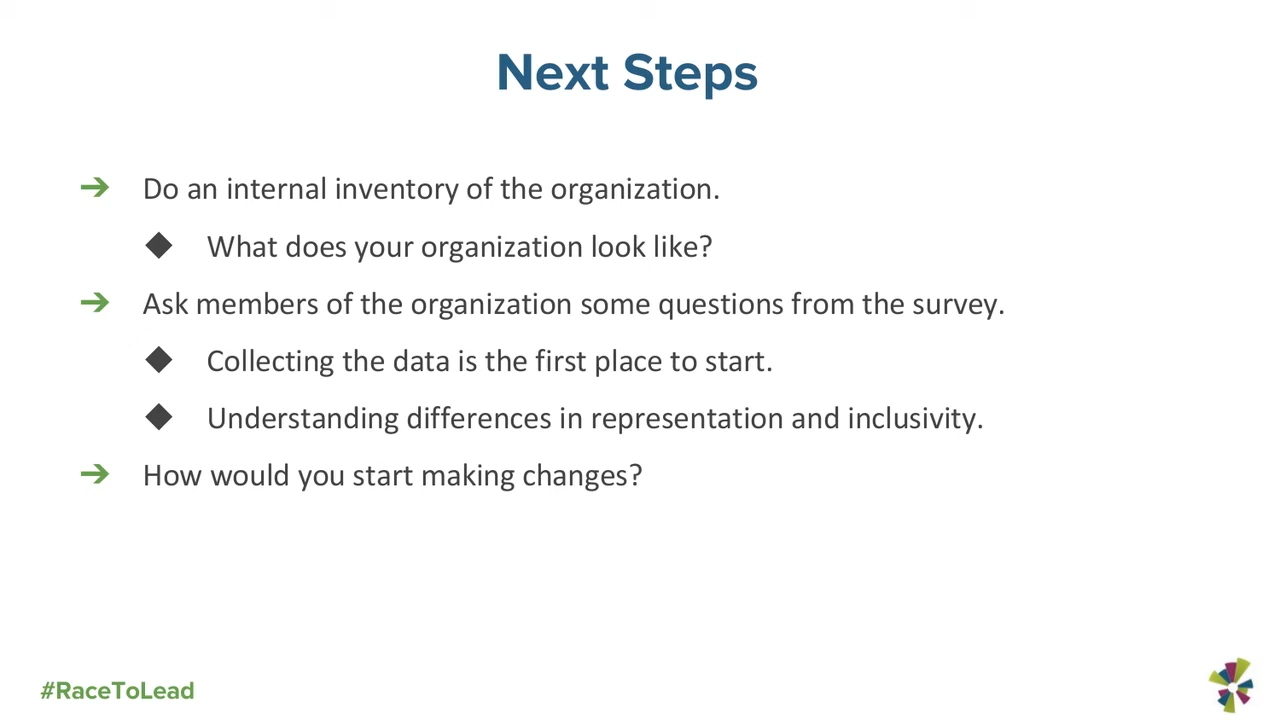 Next Steps
➔ Do an internal inventory of the organization.
◆ What does your organization look like?
➔ Ask members of the organization some questions from the survey.
◆ Collecting the data is the first place to start.
◆ Understanding differences in representation and inclusivity.
➔ How would you start making changes?
#RaceToLead